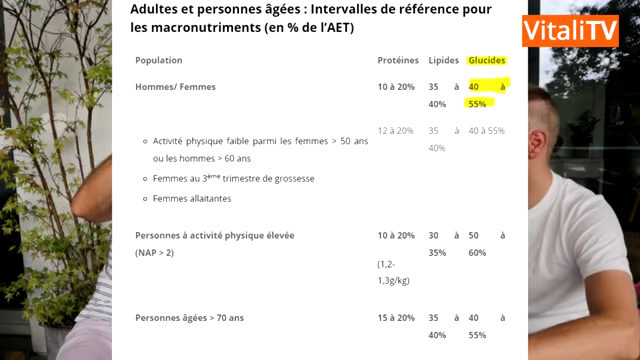 Adultes et personnes âgées : Intervalles de référence pour
les macronutriments (en % de l'AET)
VitaliTV
Population Protéines Lipides Glucides
Hommes/ Femmes 10 à 20% 35 à 40 à
40% 55%
12 à 20% 35 à 40 à 55%
Activité physique faible parmi les femmes > 50 ans 40%
ou les hommes > 60 ans
Femmes au 3ème trimestre de grossesse
Femmes allaitantes
Personnes à activité physique élevée 10 à 20% 30 à 50 à
(NAP > 2) 35% 60%
(1,2-
1,3g/kg)
Personnes âgées > 70 ans 15 à 20% 35 à 40 à
40% 55%